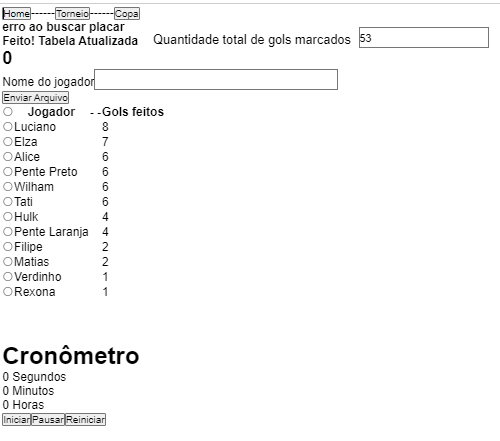 Home------Torneio------Copa
erro ao buscar placar
Feito! Tabela Atualizada Quantidade total de gols marcados 53
0
Nome do jogador
Enviar Arquivo
Jogador - -Gols feitos
Luciano 8
Elza 7
Alice 6
Pente Preto 6
Wilham 6
Tati 6
Hulk 4
Pente Laranja 4
Filipe 2
Matias 2
Verdinho 1
Rexona 1
Cronômetro
0 Segundos
0 Minutos
0 Horas
Iniciar Pausar Reiniciar